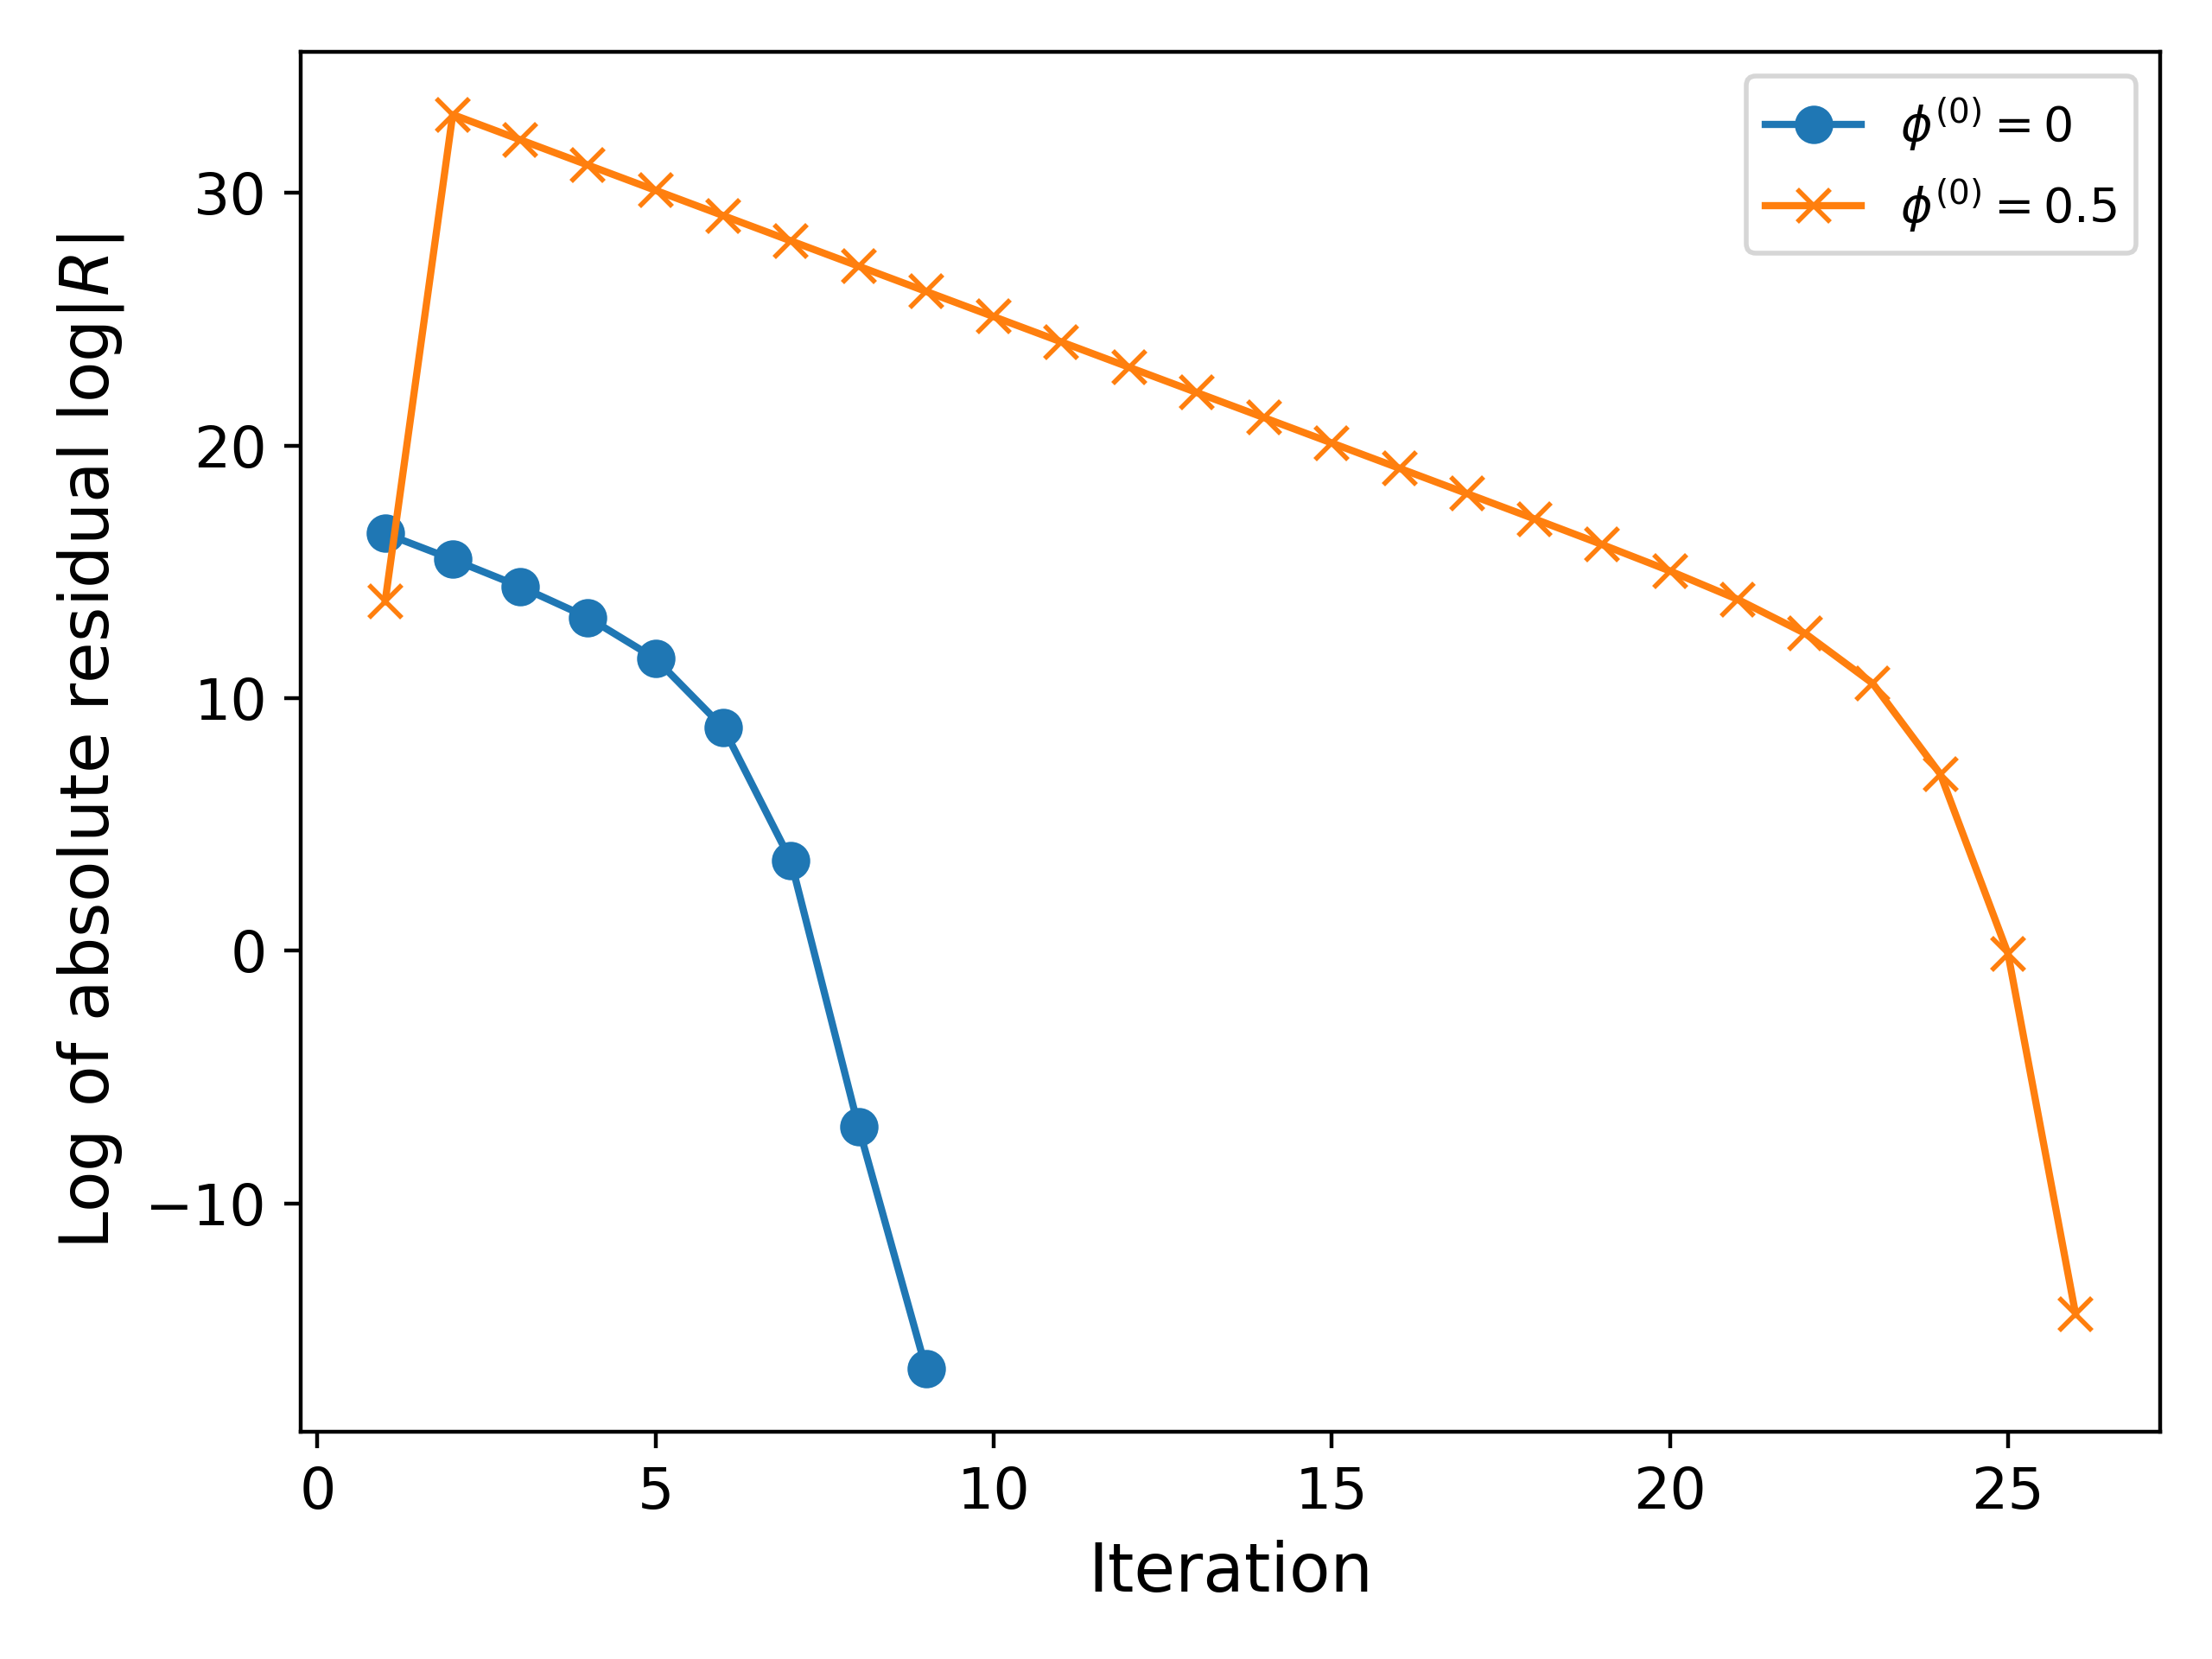 Log of absolute residual log|R|
30
20
10
0
−10
0 5 10 15 20 25
Iteration
ϕ⁽⁰⁾ = 0
ϕ⁽⁰⁾ = 0.5